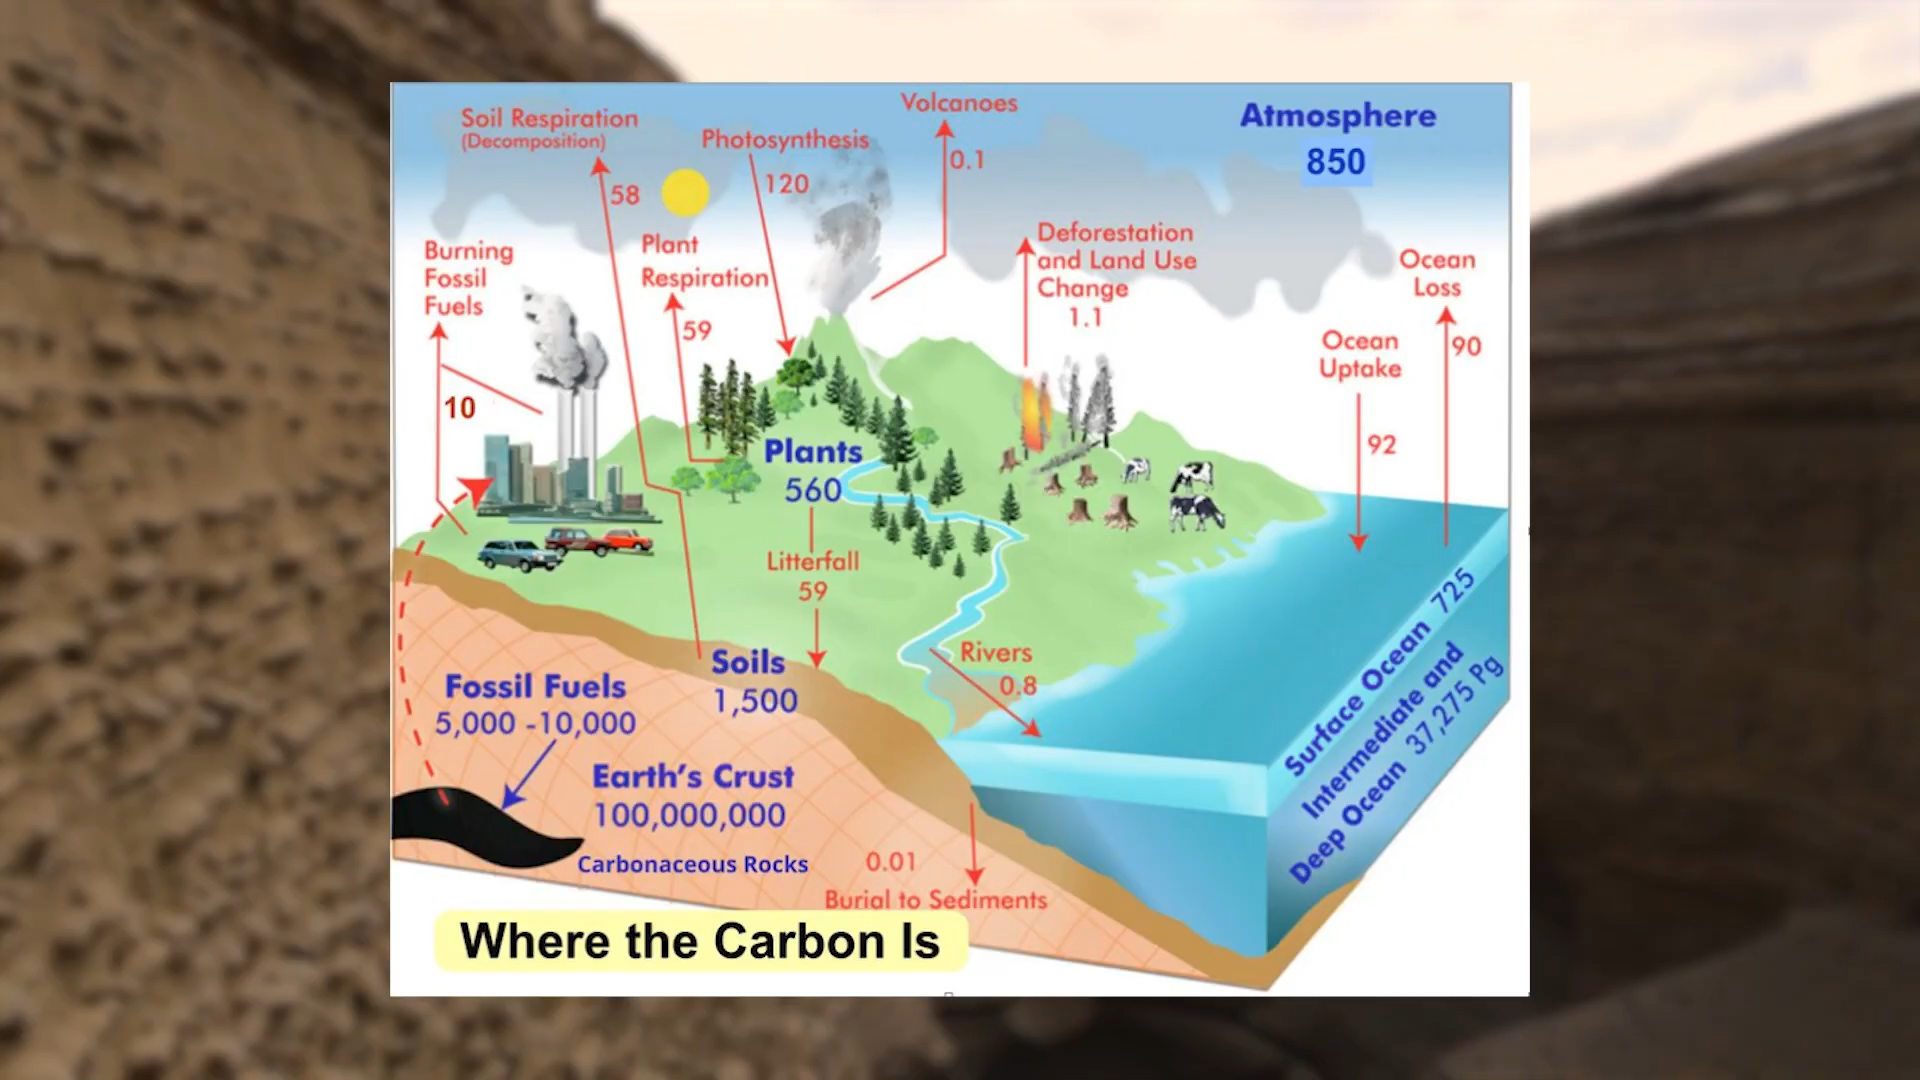 Volcanoes
0.1
Atmosphere
850
Soil Respiration
(Decomposition)
58
Photosynthesis
120
Burning
Fossil
Fuels
10
Plant
Respiration
59
Deforestation
and Land Use
Change
1.1
Ocean
Loss
90
Ocean
Uptake
92
Plants
560
Litterfall
59
Rivers
0.8
Soils
1,500
Fossil Fuels
5,000 -10,000
Earth's Crust
100,000,000
Carbonaceous Rocks
0.01
Burial to Sediments
Surface Ocean 725
Intermediate and
Deep Ocean 37,275 Pg
Where the Carbon Is